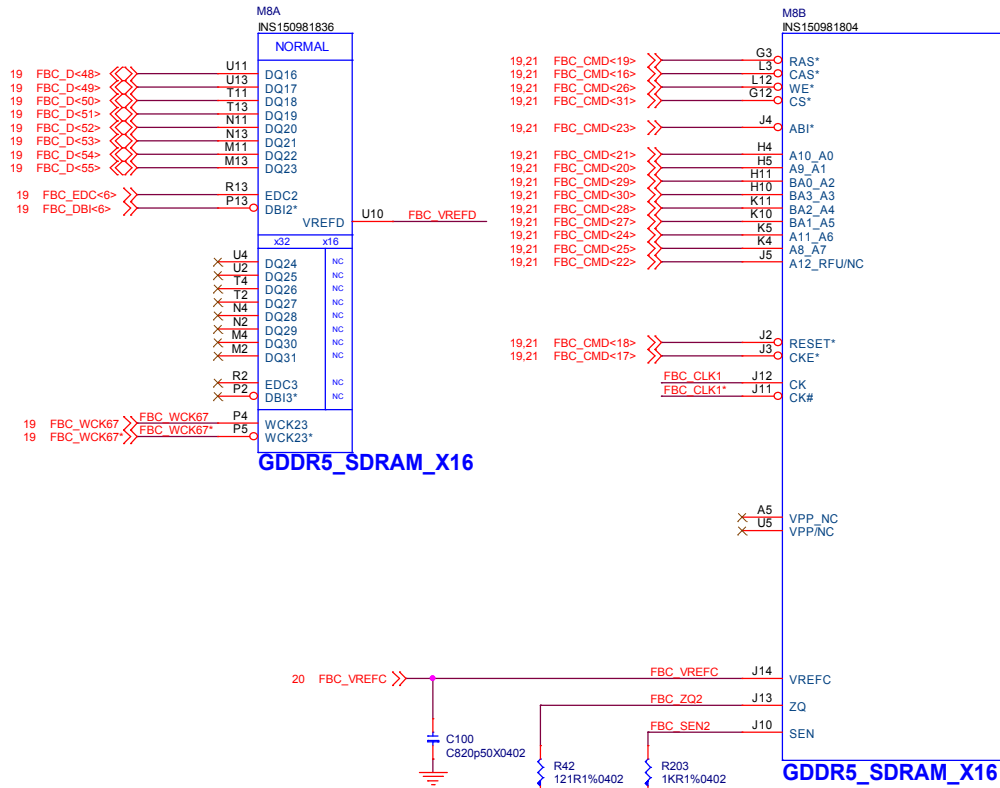 M8A
INS150981836
NORMAL
19 FBC_D<48> U11 DQ16
19 FBC_D<49> U13 DQ17
19 FBC_D<50> T11 DQ18
19 FBC_D<51> T13 DQ19
19 FBC_D<52> N11 DQ20
19 FBC_D<53> N13 DQ21
19 FBC_D<54> M11 DQ22
19 FBC_D<55> M13 DQ23
19 FBC_EDC<6> R13 EDC2
19 FBC_DBI<6> P13 DBI2*
VREFD U10 FBC_VREFD
x32 x16
U4 DQ24 NC
U2 DQ25 NC
T4 DQ26 NC
T2 DQ27 NC
N4 DQ28 NC
N2 DQ29 NC
M4 DQ30 NC
M2 DQ31 NC
R2 EDC3 NC
P2 DBI3* NC
19 FBC_WCK67 FBC_WCK67 P4 WCK23
19 FBC_WCK67* FBC_WCK67* P5 WCK23*
GDDR5_SDRAM_X16
M8B
INS150981804
19,21 FBC_CMD<19> G3 RAS*
19,21 FBC_CMD<16> L3 CAS*
19,21 FBC_CMD<26> L12 WE*
19,21 FBC_CMD<31> G12 CS*
19,21 FBC_CMD<23> J4 ABI*
19,21 FBC_CMD<21> H4 A10_A0
19,21 FBC_CMD<20> H5 A9_A1
19,21 FBC_CMD<29> H11 BA0_A2
19,21 FBC_CMD<30> H10 BA3_A3
19,21 FBC_CMD<28> K11 BA2_A4
19,21 FBC_CMD<27> K10 BA1_A5
19,21 FBC_CMD<24> K5 A11_A6
19,21 FBC_CMD<25> K4 A8_A7
19,21 FBC_CMD<22> J5 A12_RFU/NC
19,21 FBC_CMD<18> J2 RESET*
19,21 FBC_CMD<17> J3 CKE*
FBC_CLK1 J12 CK
FBC_CLK1* J11 CK#
A5 VPP_NC
U5 VPP/NC
20 FBC_VREFC FBC_VREFC J14 VREFC
FBC_ZQ2 J13 ZQ
FBC_SEN2 J10 SEN
C100
C820p50X0402
R42
121R1%0402
R203
1KR1%0402
GDDR5_SDRAM_X16